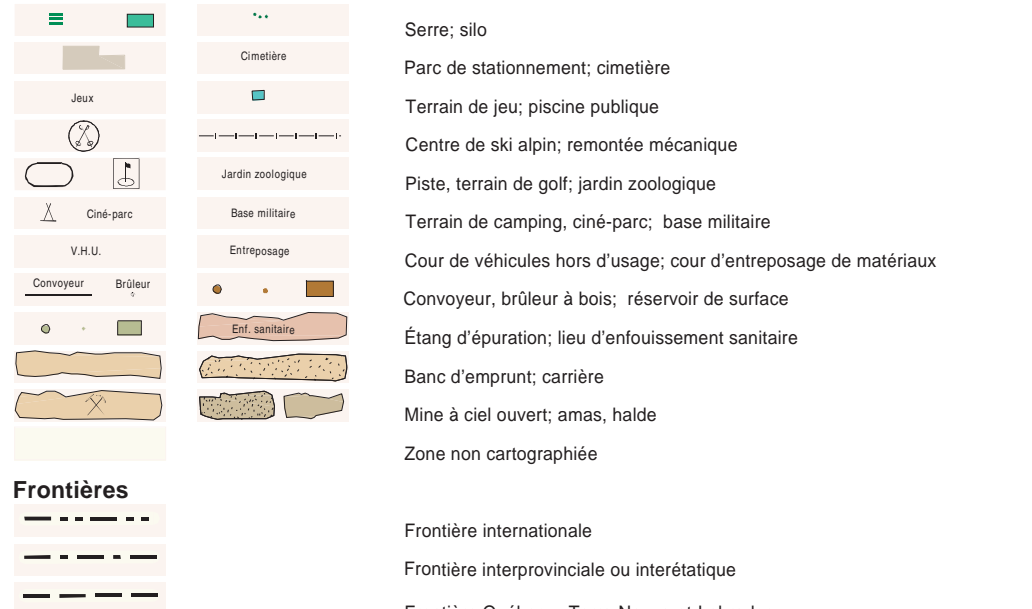 Serre; silo
Cimetière Parc de stationnement; cimetière
Jeux Terrain de jeu; piscine publique
Centre de ski alpin; remontée mécanique
Jardin zoologique Piste, terrain de golf; jardin zoologique
Ciné-parc Base militaire Terrain de camping, ciné-parc; base militaire
V.H.U. Entreposage Cour de véhicules hors d'usage; cour d'entreposage de matériaux
Convoyeur Brûleur Convoyeur, brûleur à bois; réservoir de surface
Enf. sanitaire Étang d'épuration; lieu d'enfouissement sanitaire
Banc d'emprunt; carrière
Mine à ciel ouvert; amas, halde
Zone non cartographiée
Frontières
Frontière internationale
Frontière interprovinciale ou interétatique